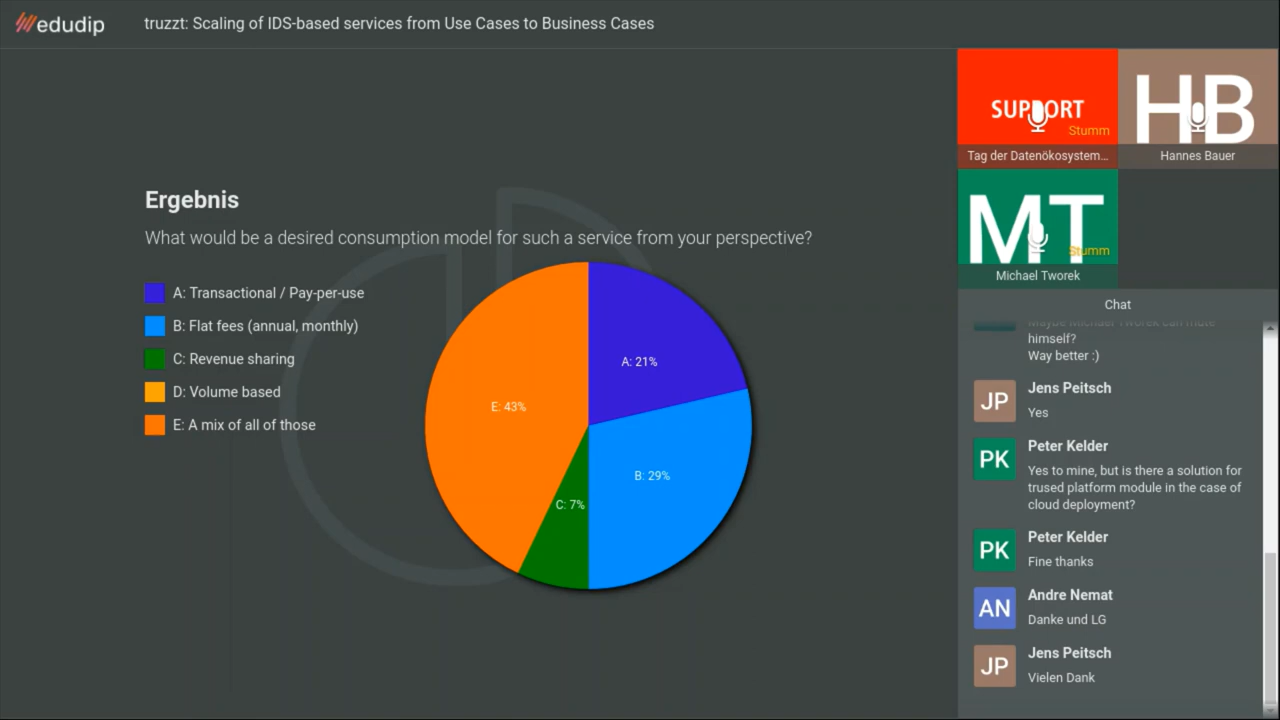 edudip
truzzt: Scaling of IDS-based services from Use Cases to Business Cases
Ergebnis
What would be a desired consumption model for such a service from your perspective?
A: Transactional / Pay-per-use
B: Flat fees (annual, monthly)
C: Revenue sharing
D: Volume based
E: A mix of all of those
A: 21%
E: 43%
B: 29%
C: 7%
SUPPORT
Stumm
Tag der Datenökosystem...
HB
Hannes Bauer
MT
Stumm
Michael Tworek
Chat
Maybe Michael Tworek can mute
himself?
Way better :)
JP
Jens Peitsch
Yes
PK
Peter Kelder
Yes to mine, but is there a solution for
trused platform module in the case of
cloud deployment?
PK
Peter Kelder
Fine thanks
AN
Andre Nemat
Danke und LG
JP
Jens Peitsch
Vielen Dank